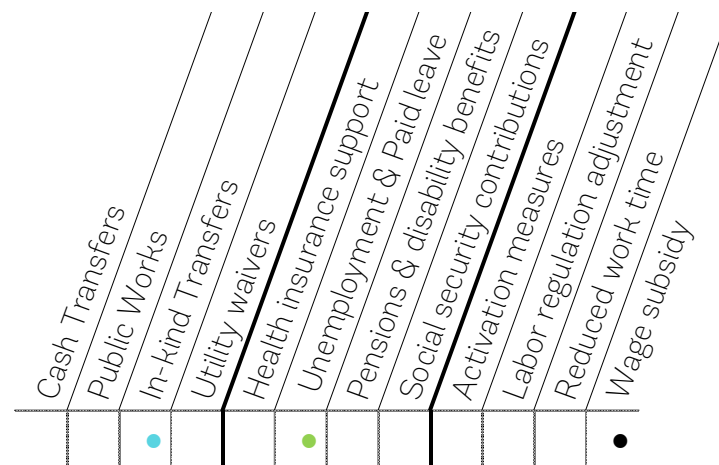 Cash Transfers
Public Works
In-kind Transfers
Utility waivers
Health insurance support
Unemployment & Paid leave
Pensions & disability benefits
Social security contributions
Activation measures
Labor regulation adjustment
Reduced work time
Wage subsidy